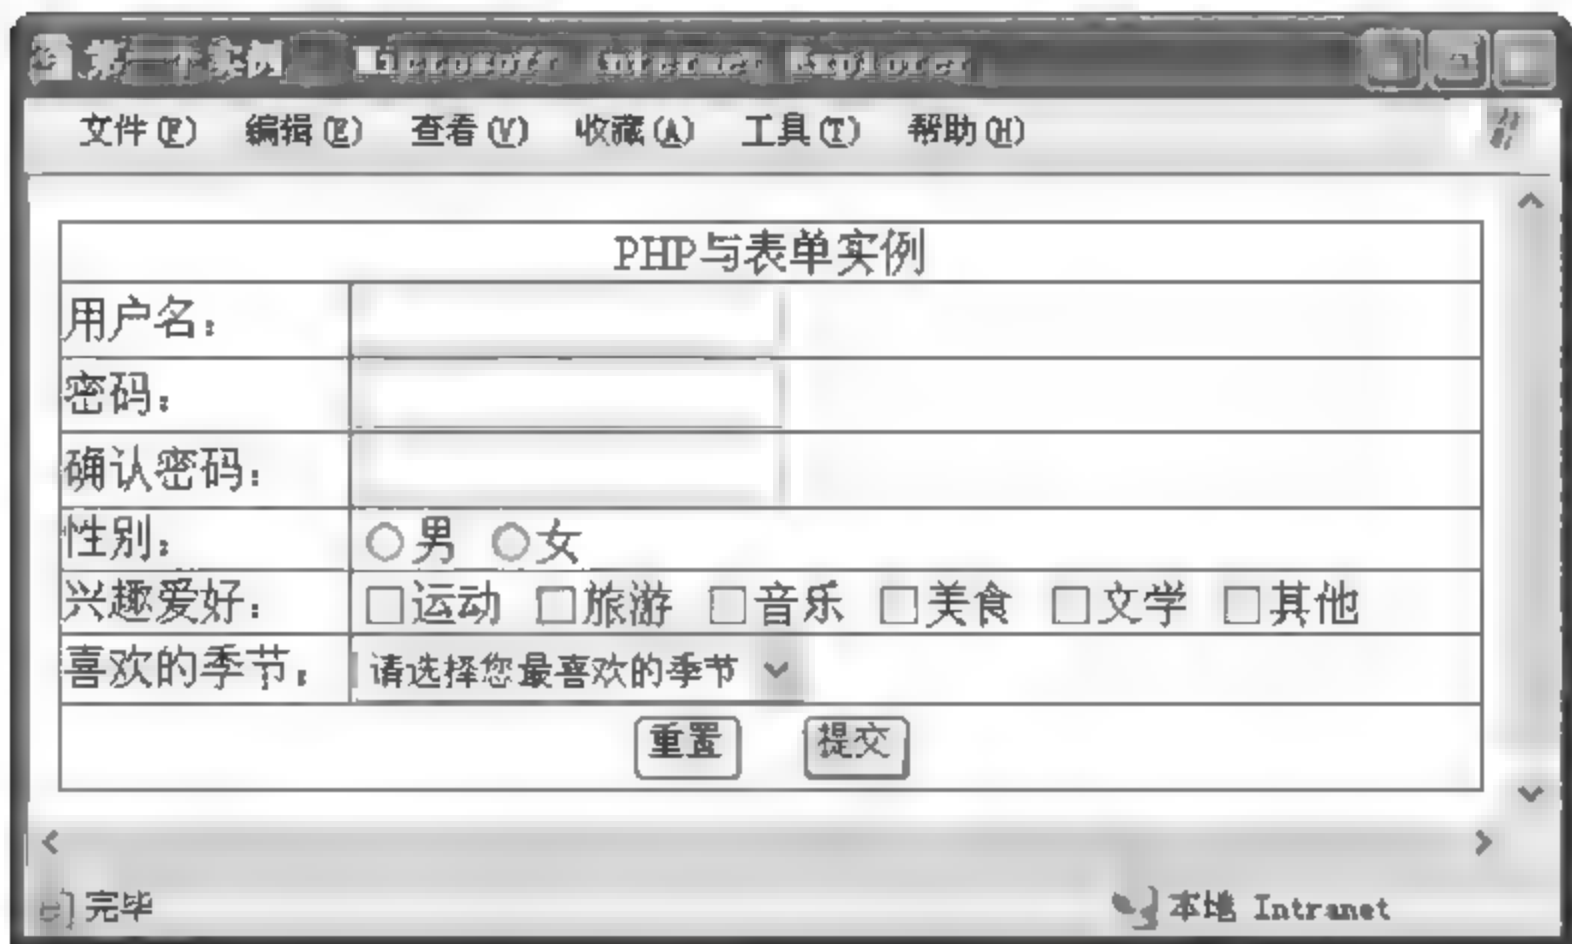 第一个实例 - Microsoft Internet Explorer
文件(F) 编辑(E) 查看(V) 收藏(A) 工具(T) 帮助(H)
PHP与表单实例
用户名:
密码:
确认密码:
性别: 男 女
兴趣爱好: 运动 旅游 音乐 美食 文学 其他
喜欢的季节: 请选择您最喜欢的季节
重置 提交
完毕 本地 Intranet